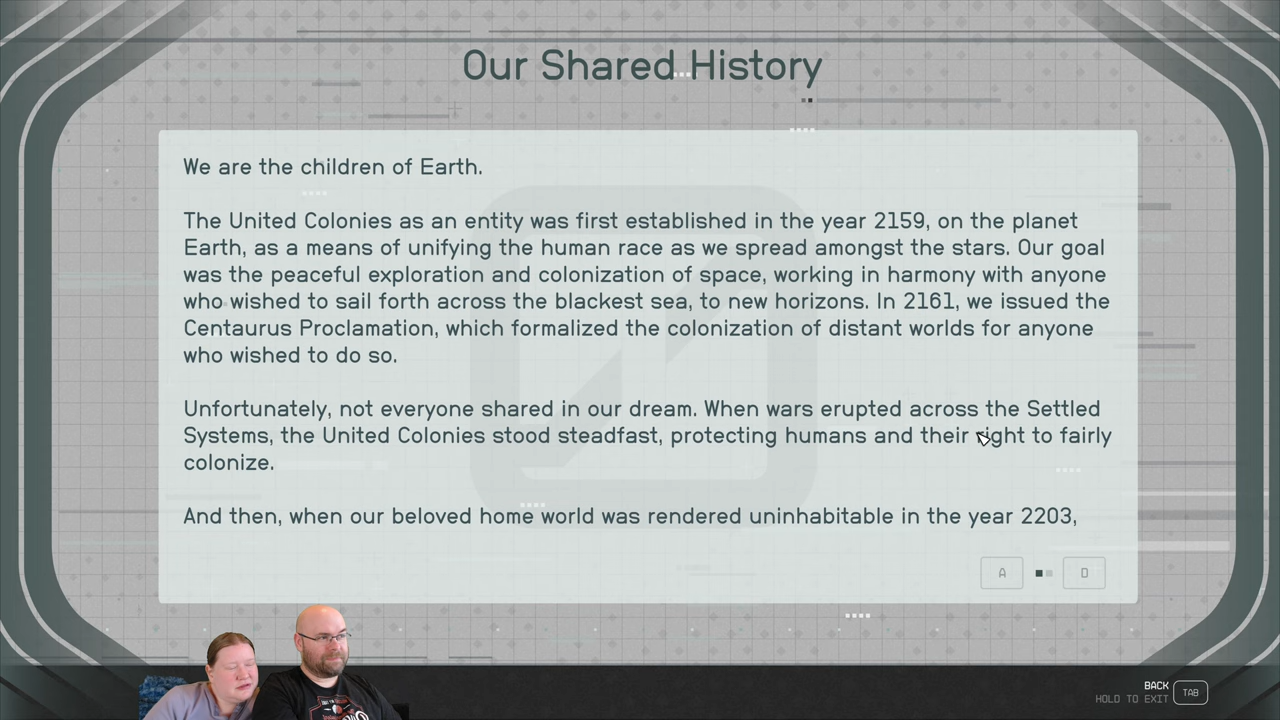 Our Shared History
We are the children of Earth.
The United Colonies as an entity was first established in the year 2159, on the planet
Earth, as a means of unifying the human race as we spread amongst the stars. Our goal
was the peaceful exploration and colonization of space, working in harmony with anyone
who wished to sail forth across the blackest sea, to new horizons. In 2161, we issued the
Centaurus Proclamation, which formalized the colonization of distant worlds for anyone
who wished to do so.
Unfortunately, not everyone shared in our dream. When wars erupted across the Settled
Systems, the United Colonies stood steadfast, protecting humans and their right to fairly
colonize.
And then, when our beloved home world was rendered uninhabitable in the year 2203,
A D
BACK
HOLD TO EXIT TAB